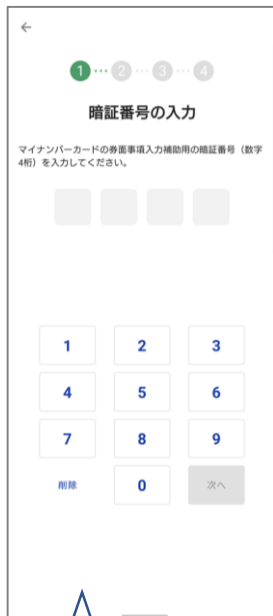 ←
1 2 3 4
暗証番号の入力
マイナンバーカードの券面事項入力補助用の暗証番号（数字
4桁）を入力してください。
1 2 3
4 5 6
7 8 9
削除 0 次へ